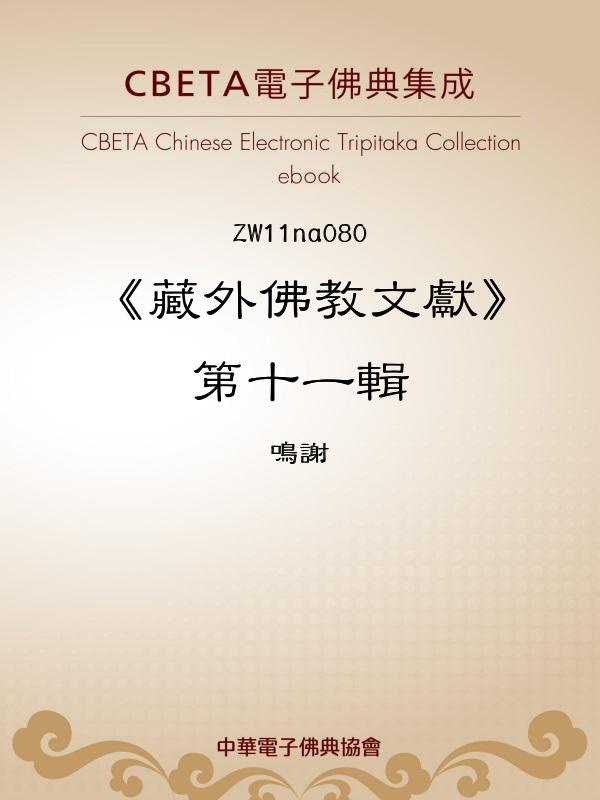 CBETA電子佛典集成
CBETA Chinese Electronic Tripitaka Collection
ebook
ZW11na080
《藏外佛教文獻》
第十一輯
鳴謝
中華電子佛典協會